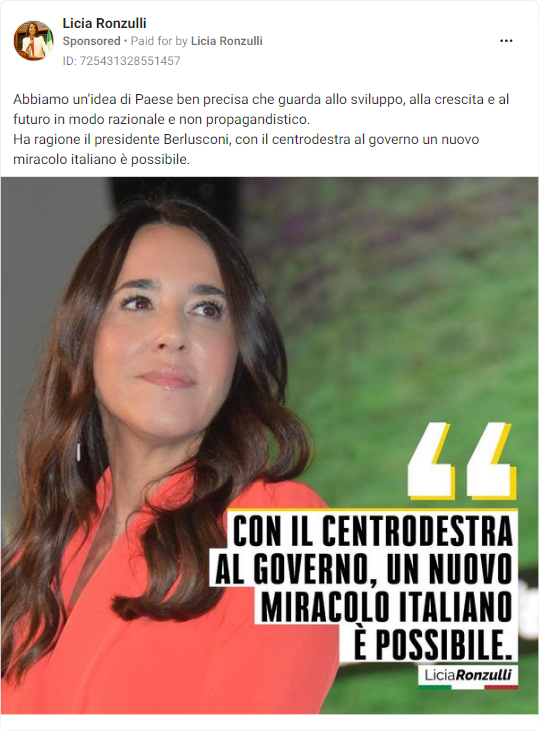 Licia Ronzulli
Sponsored • Paid for by Licia Ronzulli
ID: 725431328551457
Abbiamo un'idea di Paese ben precisa che guarda allo sviluppo, alla crescita e al
futuro in modo razionale e non propagandistico.
Ha ragione il presidente Berlusconi, con il centrodestra al governo un nuovo
miracolo italiano è possibile.
CON IL CENTRODESTRA
AL GOVERNO, UN NUOVO
MIRACOLO ITALIANO
È POSSIBILE.
LiciaRonzulli